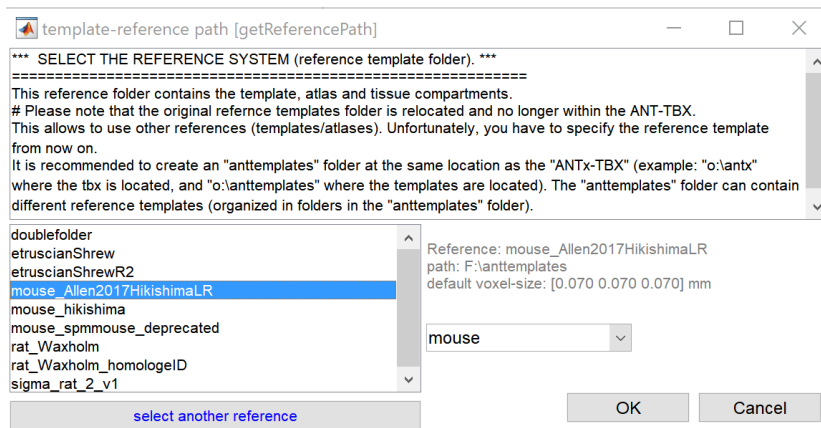 template-reference path [getReferencePath]
*** SELECT THE REFERENCE SYSTEM (reference template folder). ***
=============================================================
This reference folder contains the template, atlas and tissue compartments.
# Please note that the original refernce templates folder is relocated and no longer within the ANT-TBX.
This allows to use other references (templates/atlases). Unfortunately, you have to specify the reference template
from now on.
It is recommended to create an "anttemplates" folder at the same location as the "ANTx-TBX" (example: "o:\antx"
where the tbx is located, and "o:\anttemplates" where the templates are located). The "anttemplates" folder can contain
different reference templates (organized in folders in the "anttemplates" folder).
doublefolder
etruscianShrew
etruscianShrewR2
mouse_Allen2017HikishimaLR
mouse_hikishima
mouse_spmmouse_deprecated
rat_Waxholm
rat_Waxholm_homologeID
sigma_rat_2_v1
Reference: mouse_Allen2017HikishimaLR
path: F:\anttemplates
default voxel-size: [0.070 0.070 0.070] mm
mouse
select another reference
OK
Cancel